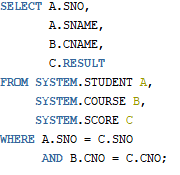 SELECT A.SNO,
A.SNAME,
B.CNAME,
C.RESULT
FROM SYSTEM.STUDENT A,
SYSTEM.COURSE B,
SYSTEM.SCORE C
WHERE A.SNO = C.SNO
AND B.CNO = C.CNO;